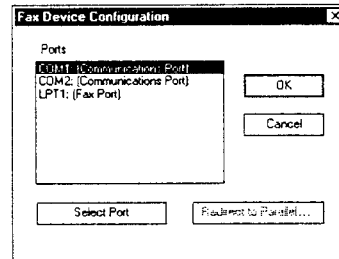 Fax Device Configuration
Ports
COM1: (Communications Port)
COM2: (Communications Port)
LPT1: (Fax Port)
OK
Cancel
Select Port
Redirect to Parallel...